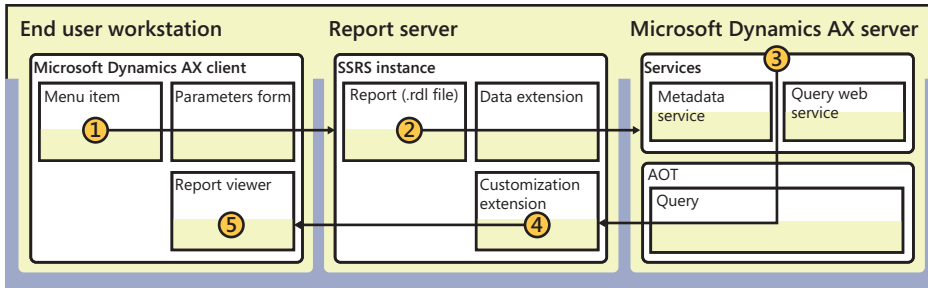 End user workstation
Report server
Microsoft Dynamics AX server
Microsoft Dynamics AX client
SSRS instance
Services
3
Menu item
Parameters form
Report (.rdl file)
Data extension
Metadata
service
Query web
service
1
2
AOT
Report viewer
Customization
extension
Query
5
4